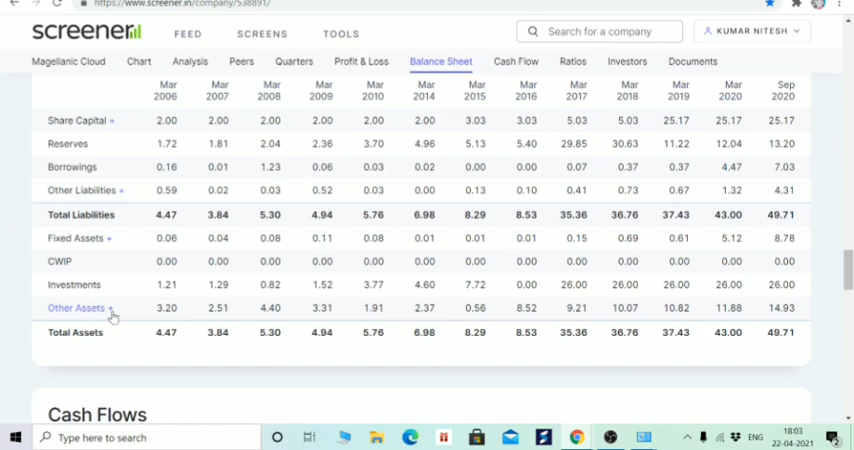 https://www.screener.in/company/538891/
screener
FEED
SCREENS
TOOLS
Search for a company
KUMAR NITESH
Magellanic Cloud Chart Analysis Peers Quarters Profit & Loss Balance Sheet Cash Flow Ratios Investors Documents
Mar Mar Mar Mar Mar Mar Mar Mar Mar Mar Mar Mar Sep
2006 2007 2008 2009 2010 2014 2015 2016 2017 2018 2019 2020 2020
Share Capital + 2.00 2.00 2.00 2.00 2.00 2.00 3.03 3.03 5.03 5.03 25.17 25.17 25.17
Reserves 1.72 1.81 2.04 2.36 3.70 4.96 5.13 5.40 29.85 30.63 11.22 12.04 13.20
Borrowings 0.16 0.01 1.23 0.06 0.03 0.02 0.00 0.00 0.07 0.37 0.37 4.47 7.03
Other Liabilities + 0.59 0.02 0.03 0.52 0.03 0.00 0.13 0.10 0.41 0.73 0.67 1.32 4.31
Total Liabilities 4.47 3.84 5.30 4.94 5.76 6.98 8.29 8.53 35.36 36.76 37.43 43.00 49.71
Fixed Assets + 0.06 0.04 0.08 0.11 0.08 0.01 0.01 0.01 0.15 0.69 0.61 5.12 8.78
CWIP 0.00 0.00 0.00 0.00 0.00 0.00 0.00 0.00 0.00 0.00 0.00 0.00 0.00
Investments 1.21 1.29 0.82 1.52 3.77 4.60 7.72 0.00 26.00 26.00 26.00 26.00 26.00
Other Assets + 3.20 2.51 4.40 3.31 1.91 2.37 0.56 8.52 9.21 10.07 10.82 11.88 14.93
Total Assets 4.47 3.84 5.30 4.94 5.76 6.98 8.29 8.53 35.36 36.76 37.43 43.00 49.71
Cash Flows
Type here to search
ENG
18:03
22-04-2021
2